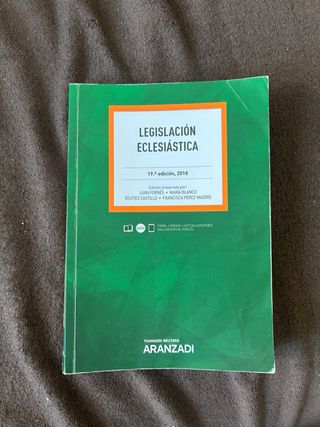 LEGISLACIÓN
ECLESIÁSTICA
19.ª edición, 2018
Edición preparada por:
JUAN FORNÉS • MARÍA BLANCO
BEATRIZ CASTILLO • FRANCISCA PÉREZ-MADRID
PAPEL + EBOOK + ACTUALIZACIONES
INCLUIDO EN EL PRECIO
THOMSON REUTERS
ARANZADI